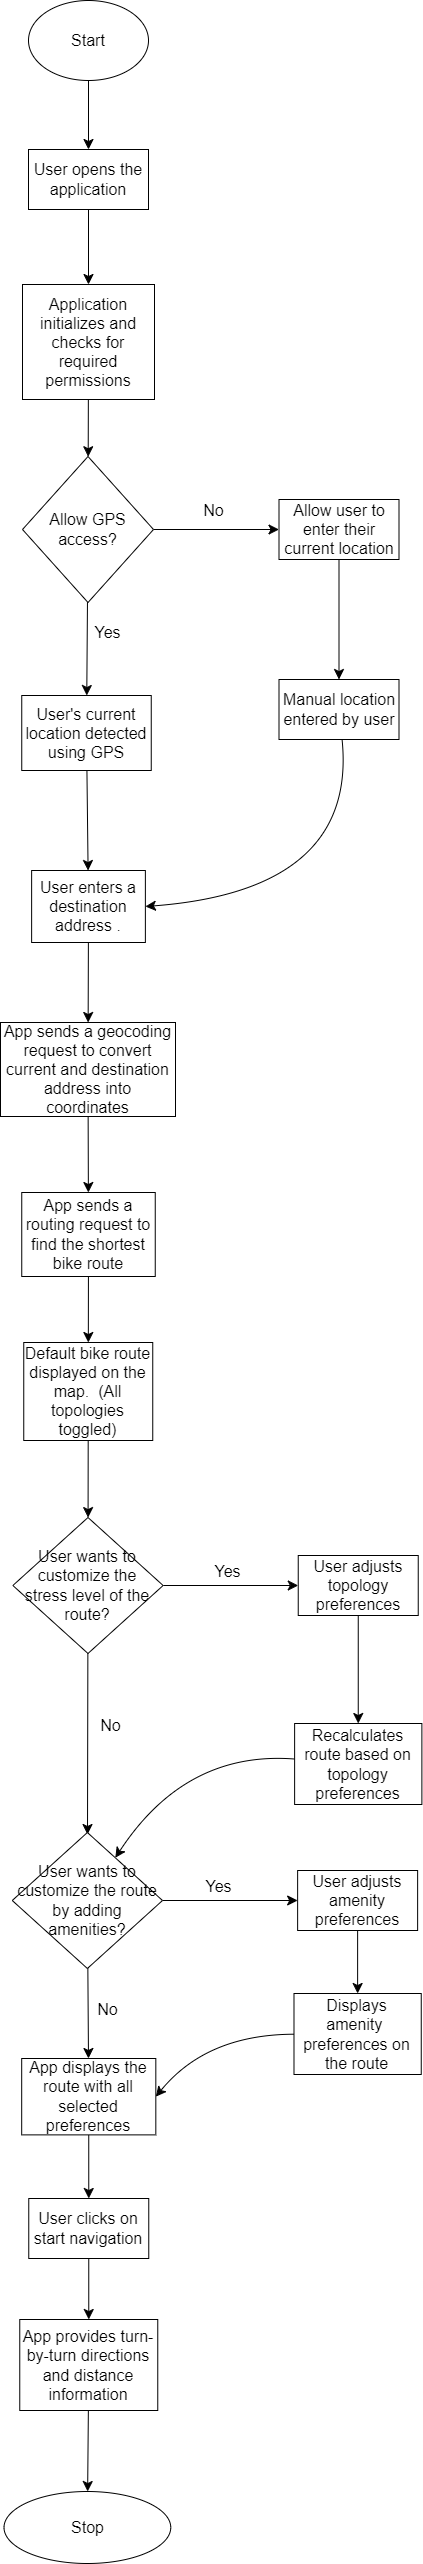 Start
User opens the
application
Application
initializes and
checks for
required
permissions
Allow GPS
access?
No
Allow user to
enter their
current location
Yes
Manual location
entered by user
User's current
location detected
using GPS
User enters a
destination
address .
App sends a geocoding
request to convert
current and destination
address into
coordinates
App sends a
routing request to
find the shortest
bike route
Default bike route
displayed on the
map.  (All
topologies
toggled)
User wants to
customize the
stress level of the
route?
Yes
User adjusts
topology
preferences
No
Recalculates
route based on
topology
preferences
User wants to
customize the route
by adding
amenities?
Yes
User adjusts
amenity
preferences
No
Displays
amenity
preferences on
the route
App displays the
route with all
selected
preferences
User clicks on
start navigation
App provides turn-
by-turn directions
and distance
information
Stop